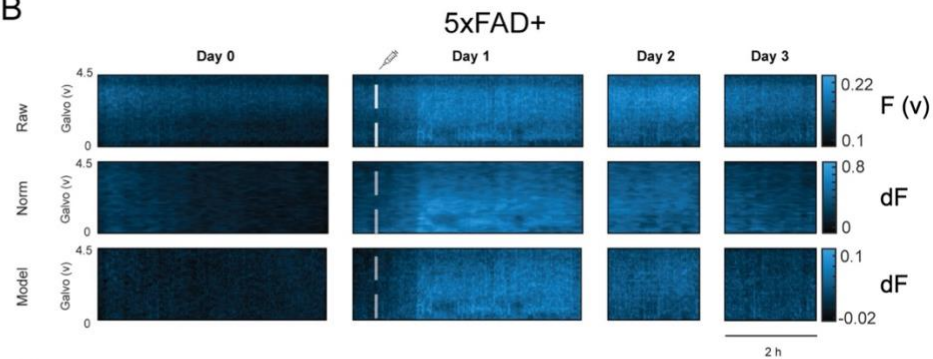 B
5xFAD+
Day 0
Day 1
Day 2
Day 3
Raw
Galvo (v)
4.5
0
0.22
0.1
F (v)
Norm
Galvo (v)
4.5
0
0.8
0
dF
Model
Galvo (v)
4.5
0
0.1
-0.02
dF
2 h